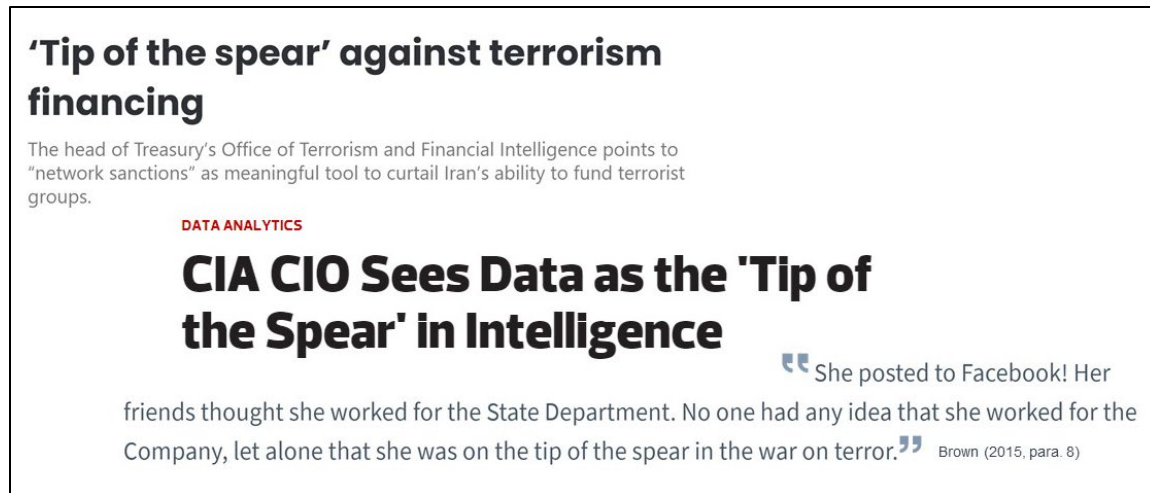 ‘Tip of the spear’ against terrorism
financing
The head of Treasury’s Office of Terrorism and Financial Intelligence points to
“network sanctions” as meaningful tool to curtail Iran’s ability to fund terrorist
groups.
DATA ANALYTICS
CIA CIO Sees Data as the 'Tip of
the Spear' in Intelligence
“She posted to Facebook! Her
friends thought she worked for the State Department. No one had any idea that she worked for the
Company, let alone that she was on the tip of the spear in the war on terror.” Brown (2015, para. 8)